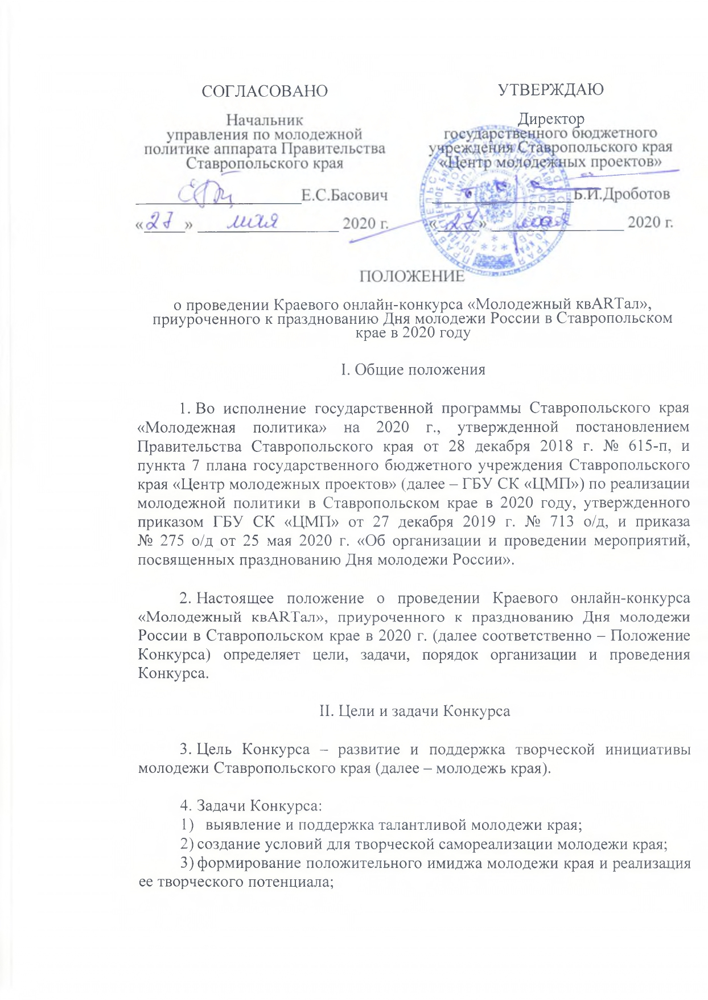 СОГЛАСОВАНО
Начальник
управления по молодежной
политике аппарата Правительства
Ставропольского края
Е.С.Басович
«27» мая 2020 г.
УТВЕРЖДАЮ
Директор
государственного бюджетного
учреждения Ставропольского края
«Центр молодежных проектов»
Б.И.Дроботов
«27» мая 2020 г.
ПОЛОЖЕНИЕ
о проведении Краевого онлайн-конкурса «Молодежный квARTал»,
приуроченного к празднованию Дня молодежи России в Ставропольском
крае в 2020 году
I. Общие положения
1. Во исполнение государственной программы Ставропольского края
«Молодежная политика» на 2020 г., утвержденной постановлением
Правительства Ставропольского края от 28 декабря 2018 г. № 615-п, и
пункта 7 плана государственного бюджетного учреждения Ставропольского
края «Центр молодежных проектов» (далее – ГБУ СК «ЦМП») по реализации
молодежной политики в Ставропольском крае в 2020 году, утвержденного
приказом ГБУ СК «ЦМП» от 27 декабря 2019 г. № 713 о/д, и приказа
№ 275 о/д от 25 мая 2020 г. «Об организации и проведении мероприятий,
посвященных празднованию Дня молодежи России».
2. Настоящее положение о проведении Краевого онлайн-конкурса
«Молодежный квARTал», приуроченного к празднованию Дня молодежи
России в Ставропольском крае в 2020 г. (далее соответственно – Положение
Конкурса) определяет цели, задачи, порядок организации и проведения
Конкурса.
II. Цели и задачи Конкурса
3. Цель Конкурса – развитие и поддержка творческой инициативы
молодежи Ставропольского края (далее – молодежь края).
4. Задачи Конкурса:
1) выявление и поддержка талантливой молодежи края;
2) создание условий для творческой самореализации молодежи края;
3) формирование положительного имиджа молодежи края и реализация
ее творческого потенциала;